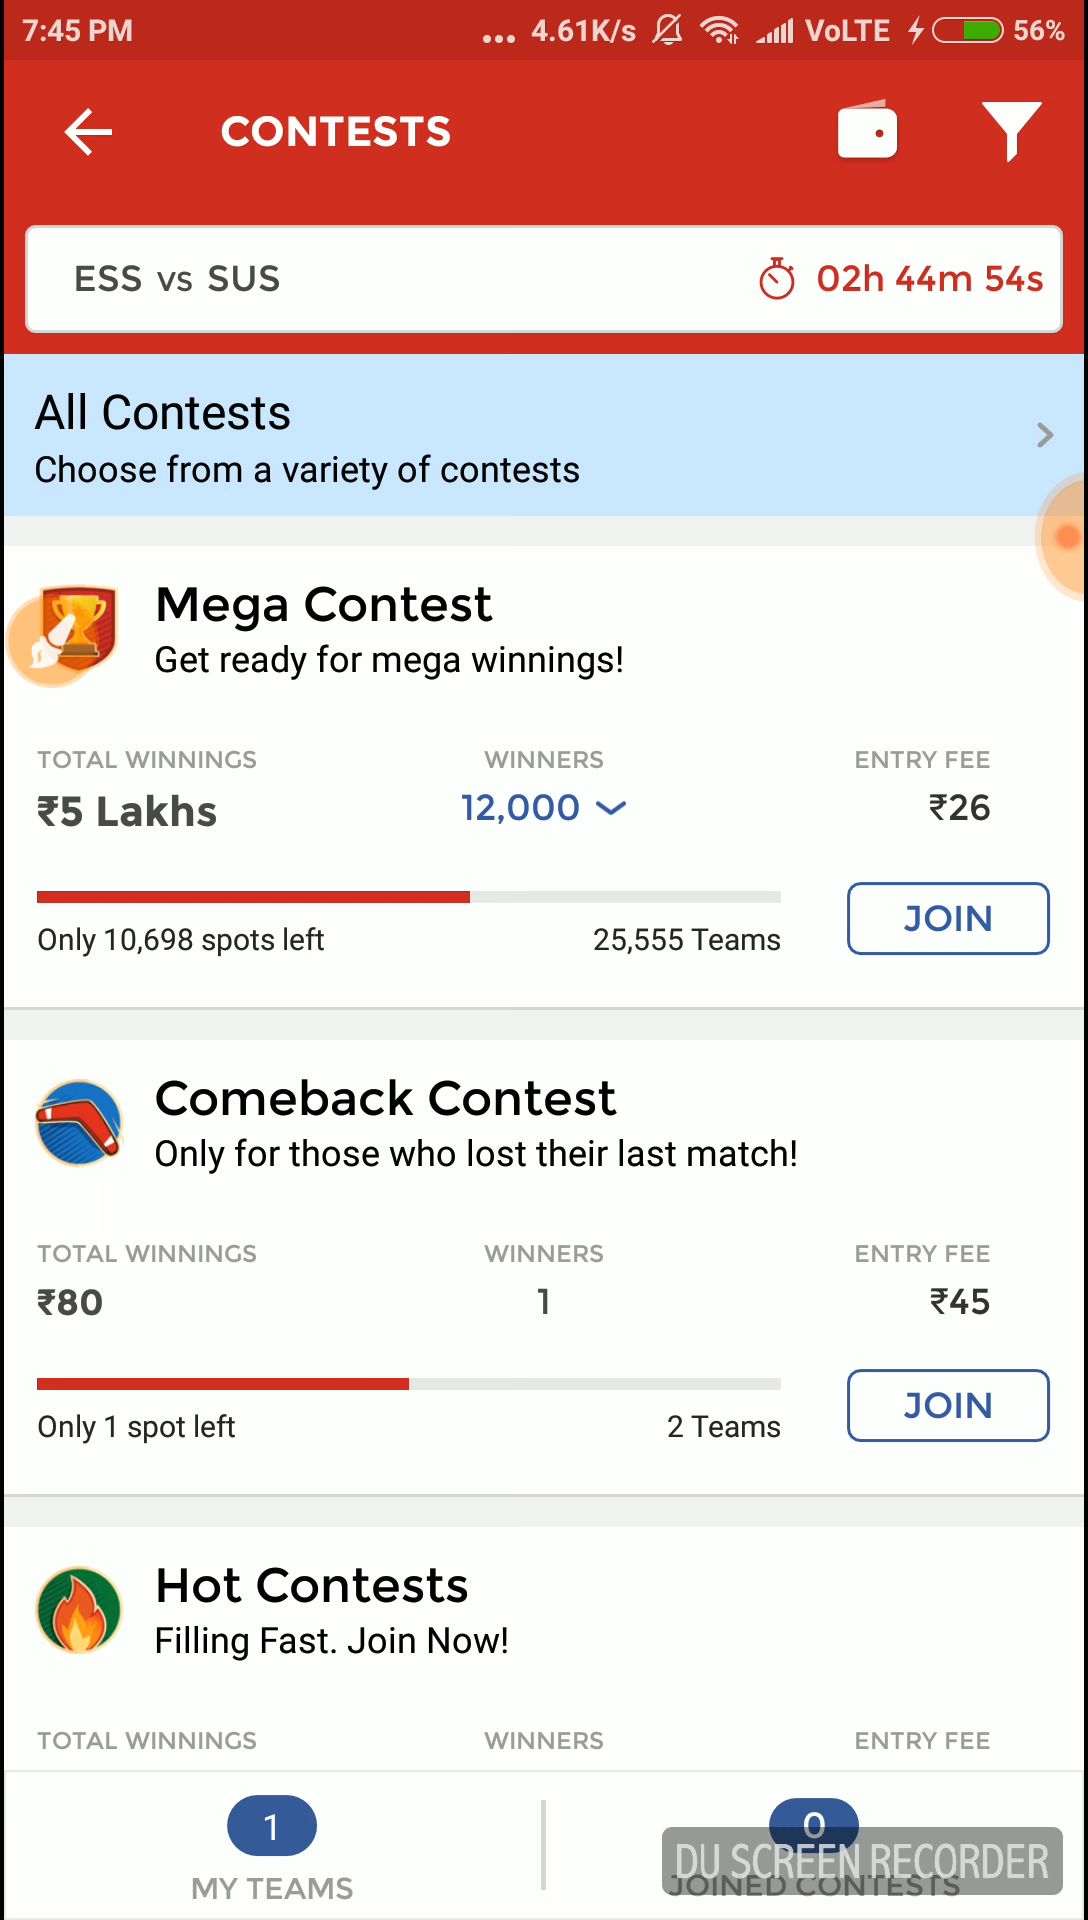 7:45 PM ... 4.61K/s VoLTE 56%
CONTESTS
ESS vs SUS 02h 44m 54s
All Contests
Choose from a variety of contests
Mega Contest
Get ready for mega winnings!
TOTAL WINNINGS WINNERS ENTRY FEE
₹5 Lakhs 12,000 ₹26
Only 10,698 spots left 25,555 Teams JOIN
Comeback Contest
Only for those who lost their last match!
TOTAL WINNINGS WINNERS ENTRY FEE
₹80 1 ₹45
Only 1 spot left 2 Teams JOIN
Hot Contests
Filling Fast. Join Now!
TOTAL WINNINGS WINNERS ENTRY FEE
1 0
DU SCREEN RECORDER
MY TEAMS JOINED CONTESTS